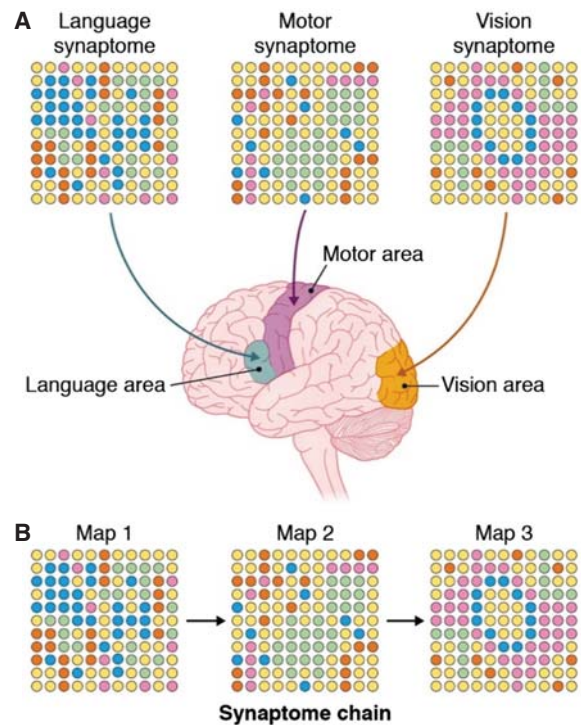 A
Language
synaptome
Motor
synaptome
Vision
synaptome
Motor area
Language area
Vision area
B
Map 1
Map 2
Map 3
Synaptome chain